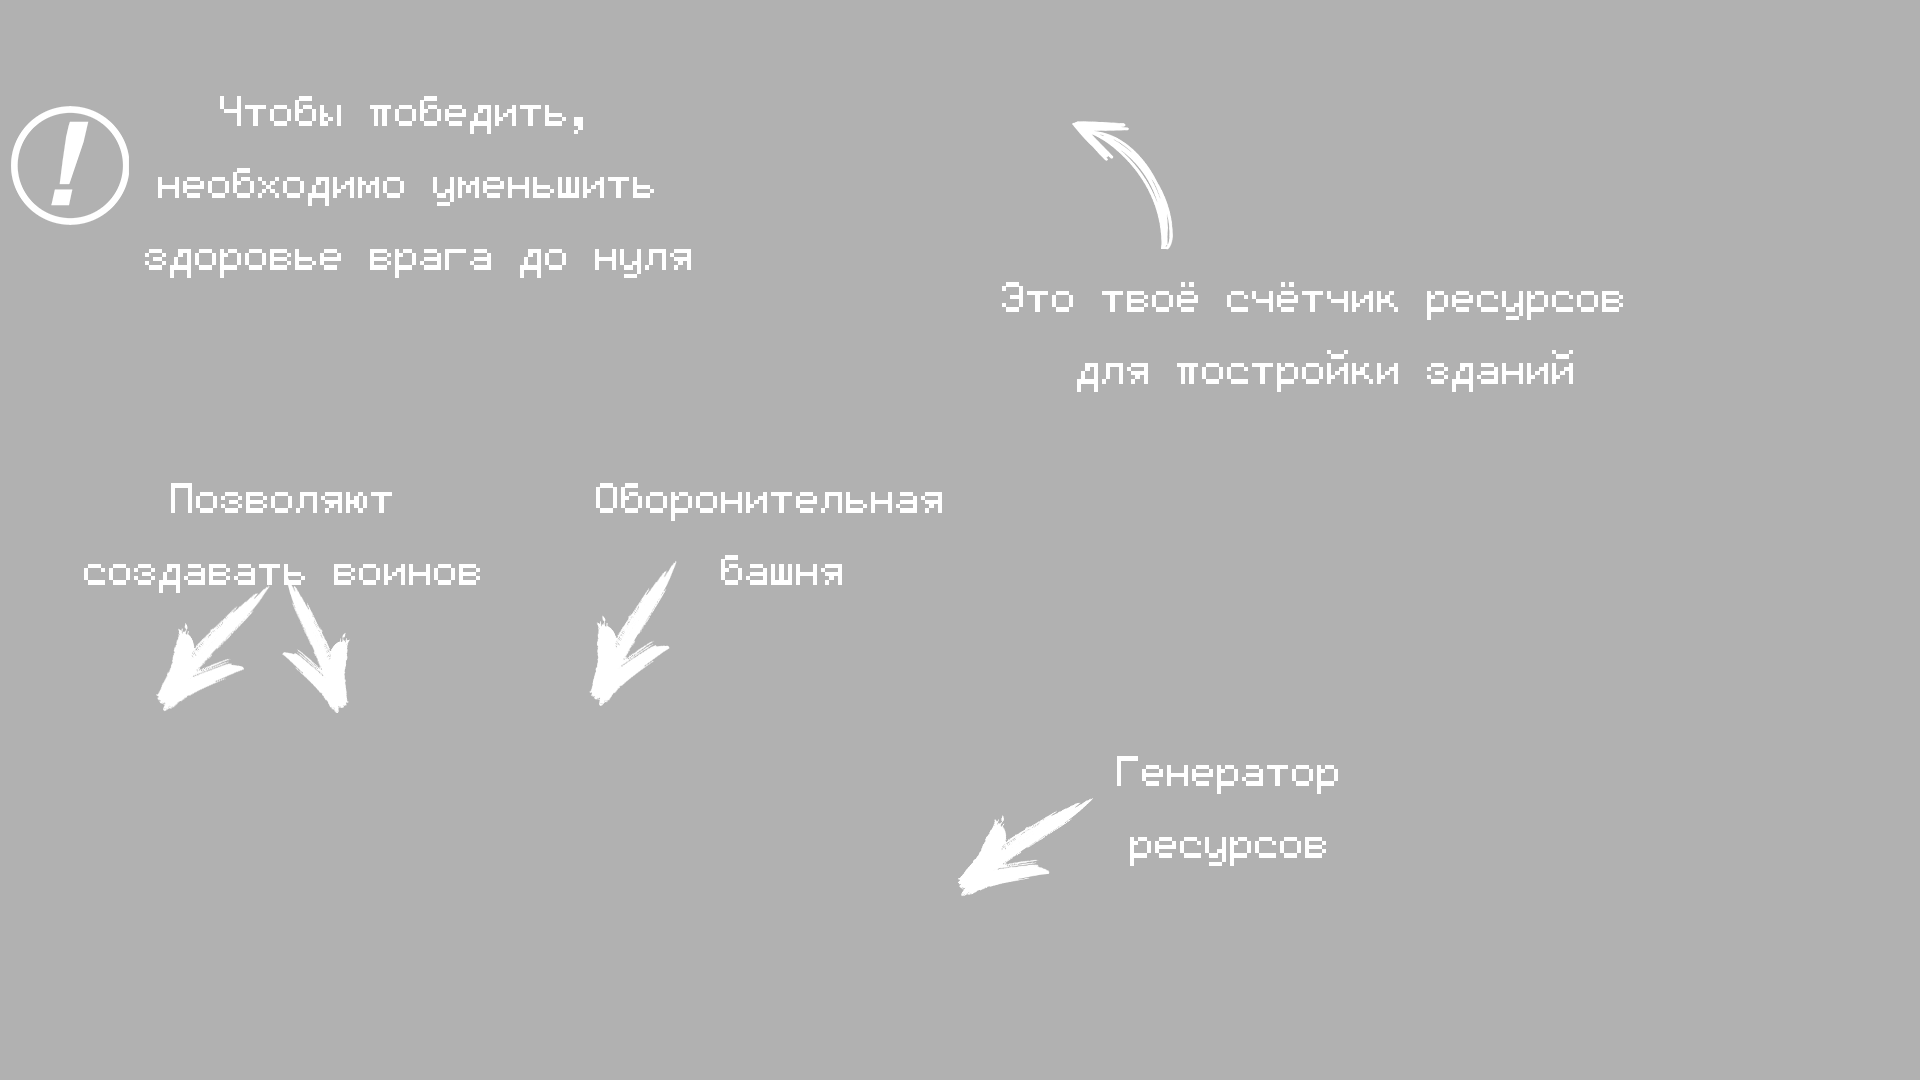 !
Чтобы победить,
необходимо уменьшить
здоровье врага до нуля
Это твоё счётчик ресурсов
для постройки зданий
Позволяют
создавать воинов
Оборонительная
башня
Генератор
ресурсов